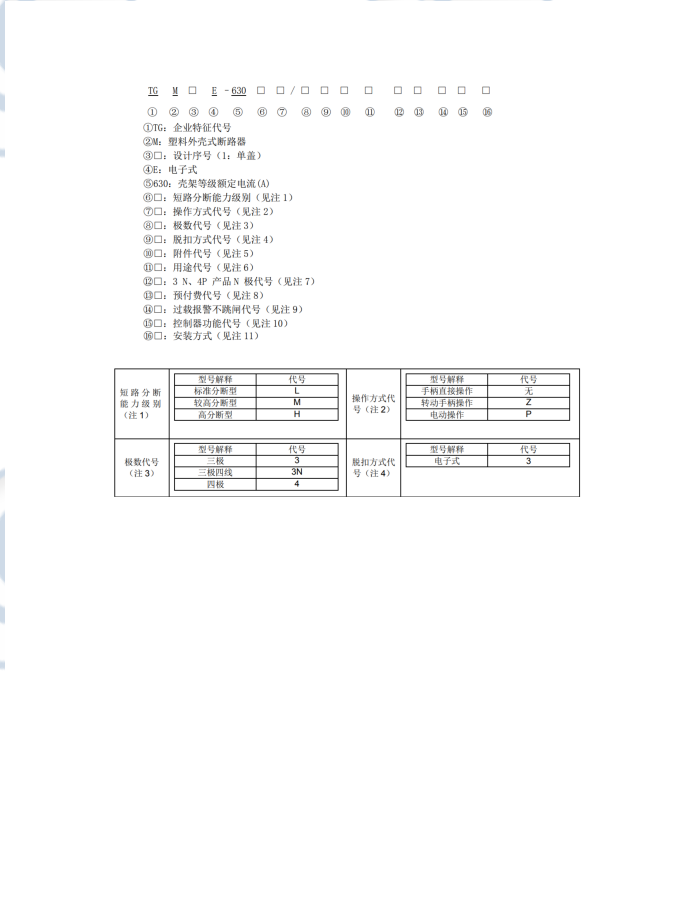 TG M □ E -630 □ □ / □ □ □ □ □ □ □ □ □
① ② ③ ④ ⑤ ⑥ ⑦ ⑧ ⑨ ⑩ ⑪ ⑫ ⑬ ⑭ ⑮ ⑯
①TG：企业特征代号
②M：塑料外壳式断路器
③□：设计序号（1：单盖）
④E：电子式
⑤630：壳架等级额定电流(A)
⑥□：短路分断能力级别（见注 1）
⑦□：操作方式代号（见注 2）
⑧□：极数代号（见注 3）
⑨□：脱扣方式代号（见注 4）
⑩□：附件代号（见注 5）
⑪□：用途代号（见注 6）
⑫□：3 N、4P 产品 N 极代号（见注 7）
⑬□：预付费代号（见注 8）
⑭□：过载报警不跳闸代号（见注 9）
⑮□：控制器功能代号（见注 10）
⑯□：安装方式（见注 11）
短 路 分 断
能 力 级 别
（注 1）
型号解释 代号
标准分断型 L
较高分断型 M
高分断型 H
操作方式代
号（注 2）
型号解释 代号
手柄直接操作 无
转动手柄操作 Z
电动操作 P
极数代号
（注 3）
型号解释 代号
三极 3
三极四线 3N
四极 4
脱扣方式代
号（注 4）
型号解释 代号
电子式 3